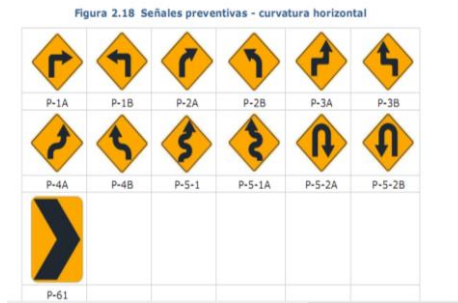 Figura 2.18 Señales preventivas - curvatura horizontal
P-1A P-1B P-2A P-2B P-3A P-3B
P-4A P-4B P-5-1 P-5-1A P-5-2A P-5-2B
P-61